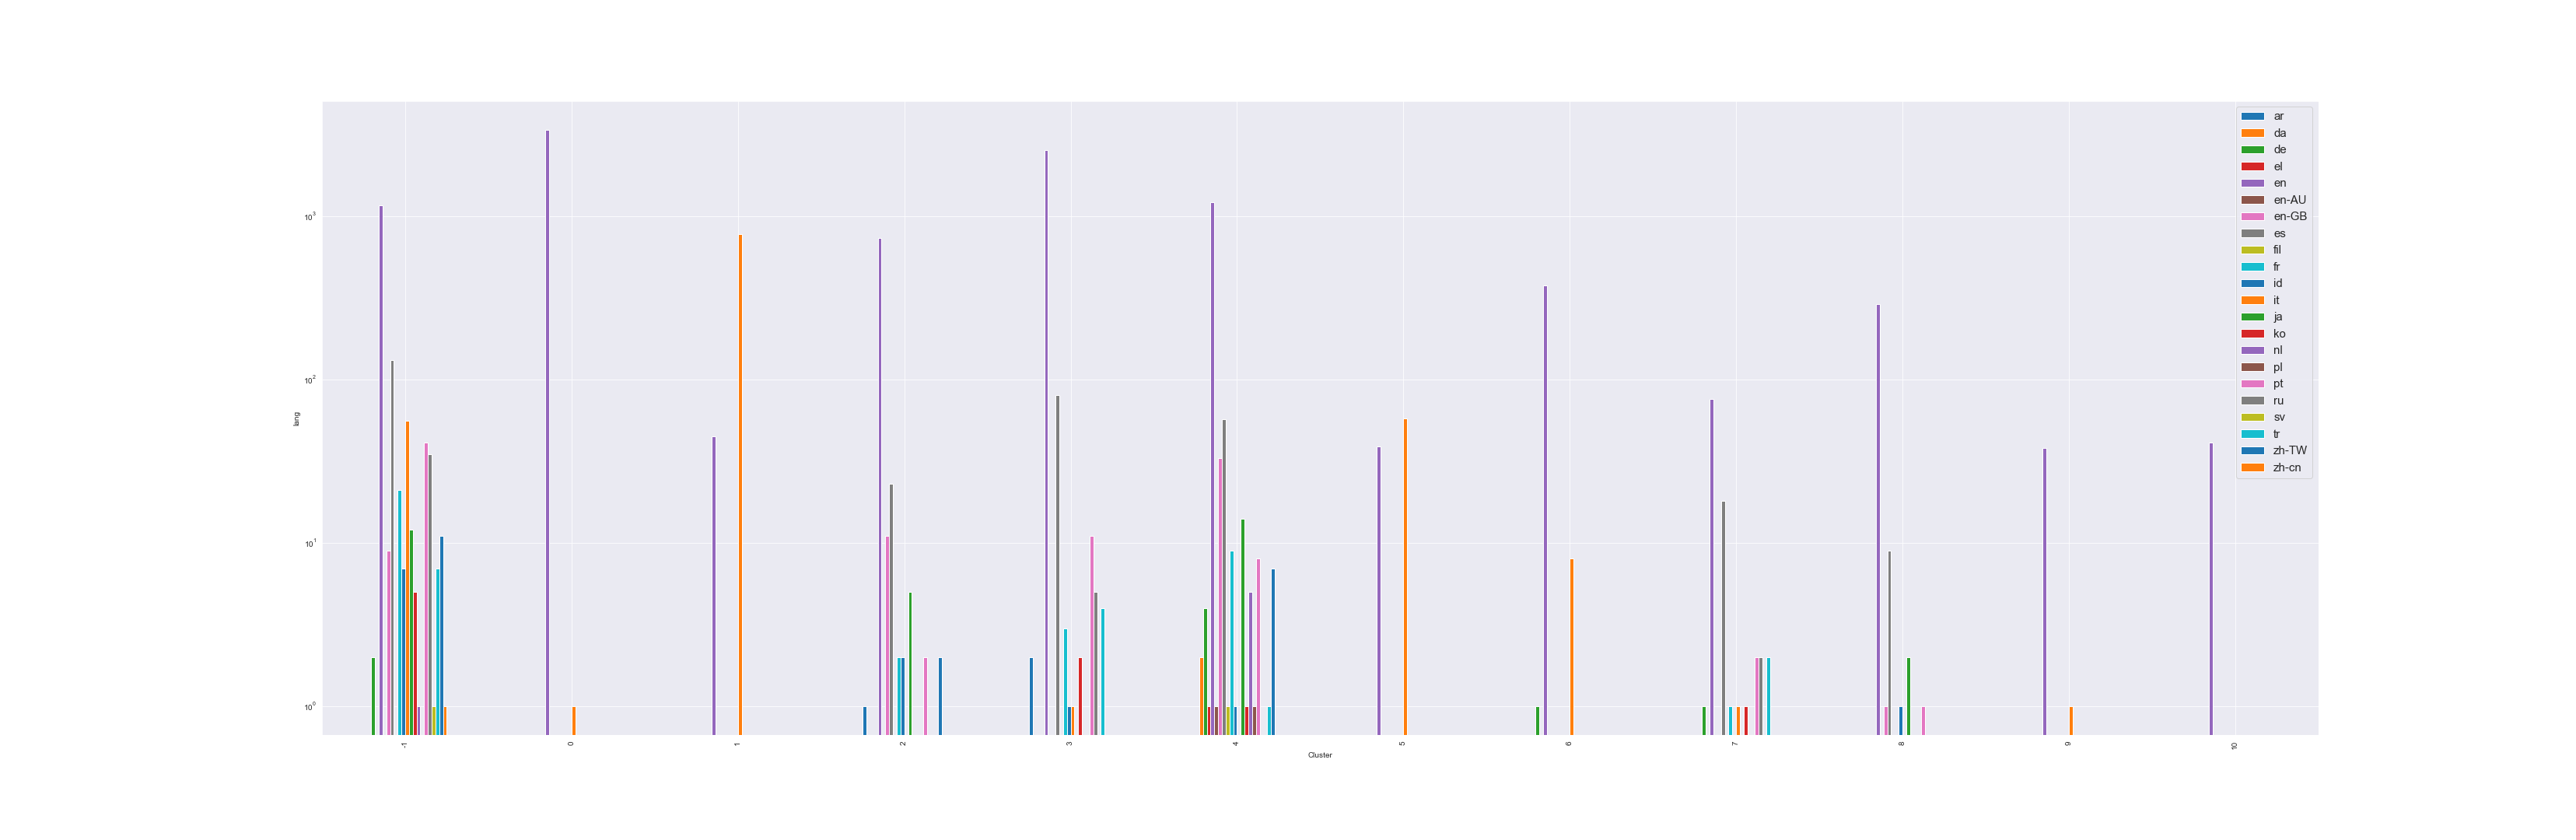 10³
10²
10¹
10⁰
lang
-1
0
1
2
3
4
5
6
7
8
9
10
Cluster
ar
da
de
el
en
en-AU
en-GB
es
fil
fr
id
it
ja
ko
nl
pl
pt
ru
sv
tr
zh-TW
zh-cn